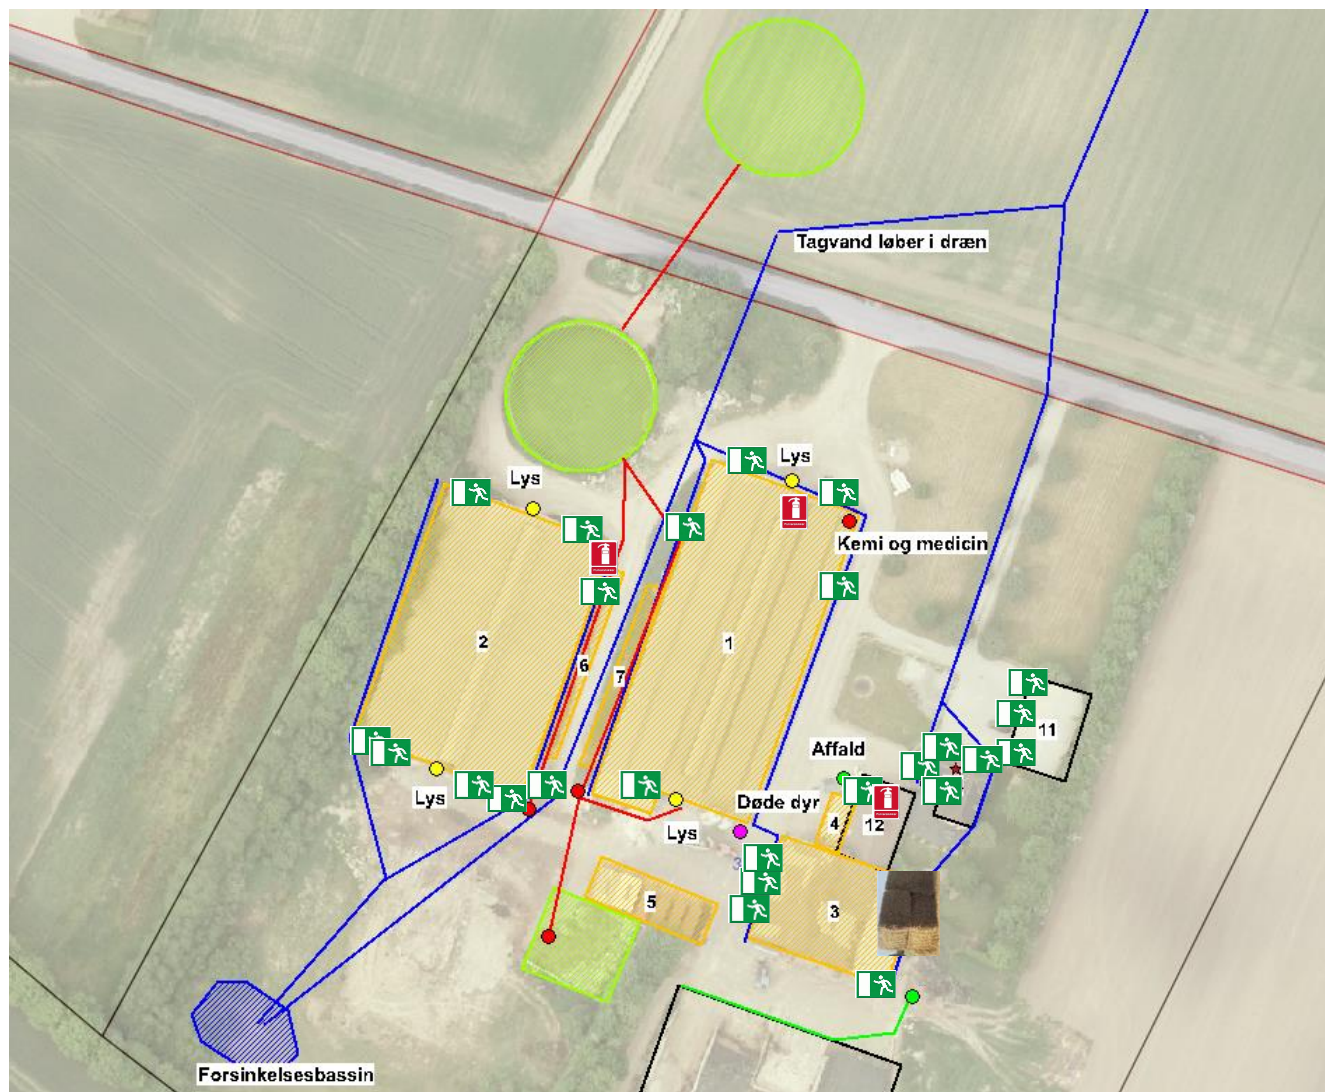 Tagvand løber i dræn
Lys
Lys
Kemi og medicin
2
1
6
7
11
Affald
Lys
Døde dyr
Lys
4
12
3
5
3
Forsinkelsesbassin